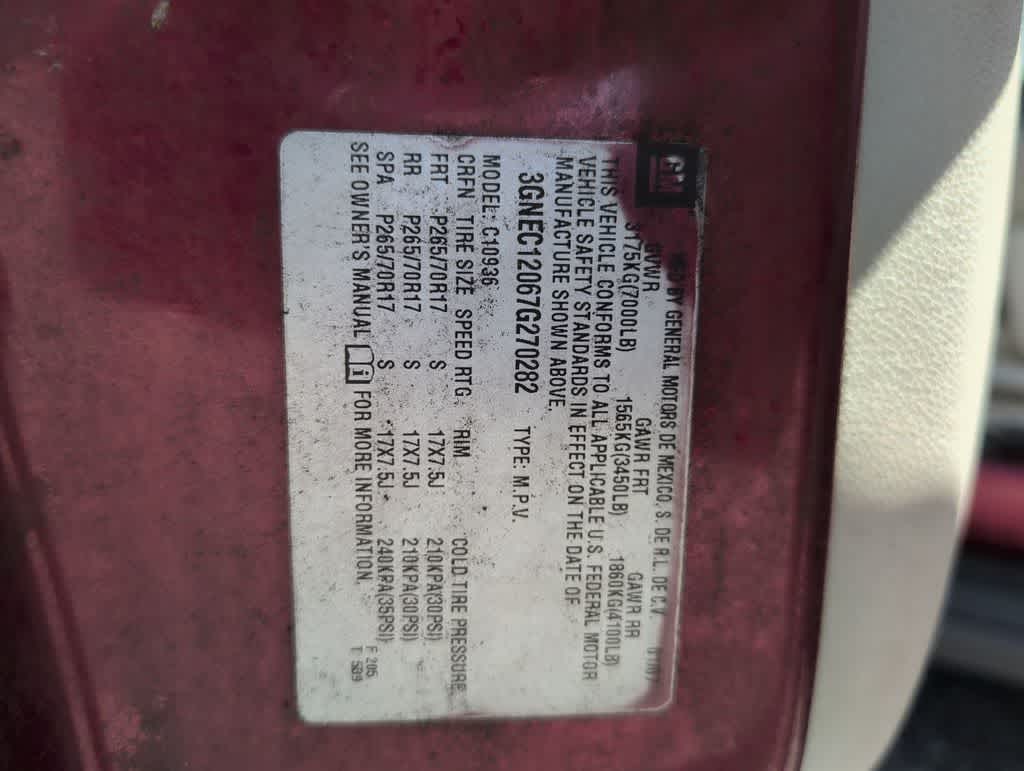 GM
MFD BY GENERAL MOTORS DE MEXICO, S. DE R.L. DE C.V. 01/07
GVWR GAWR FRT GAWR RR
3175KG(7000LB) 1565KG(3450LB) 1860KG(4100LB)
THIS VEHICLE CONFORMS TO ALL APPLICABLE U.S. FEDERAL MOTOR
VEHICLE SAFETY STANDARDS IN EFFECT ON THE DATE OF
MANUFACTURE SHOWN ABOVE.
3GNEC12067G270282 TYPE: M.P.V.
MODEL: C10936
CRFN TIRE SIZE SPEED RTG RIM COLD TIRE PRESSURE
FRT P265/70R17 S 17X7.5J 210KPA(30PSI)
RR P265/70R17 S 17X7.5J 210KPA(30PSI)
SPA P265/70R17 S 17X7.5J 240KPA(35PSI)
SEE OWNER'S MANUAL FOR MORE INFORMATION.
F 205
T 589